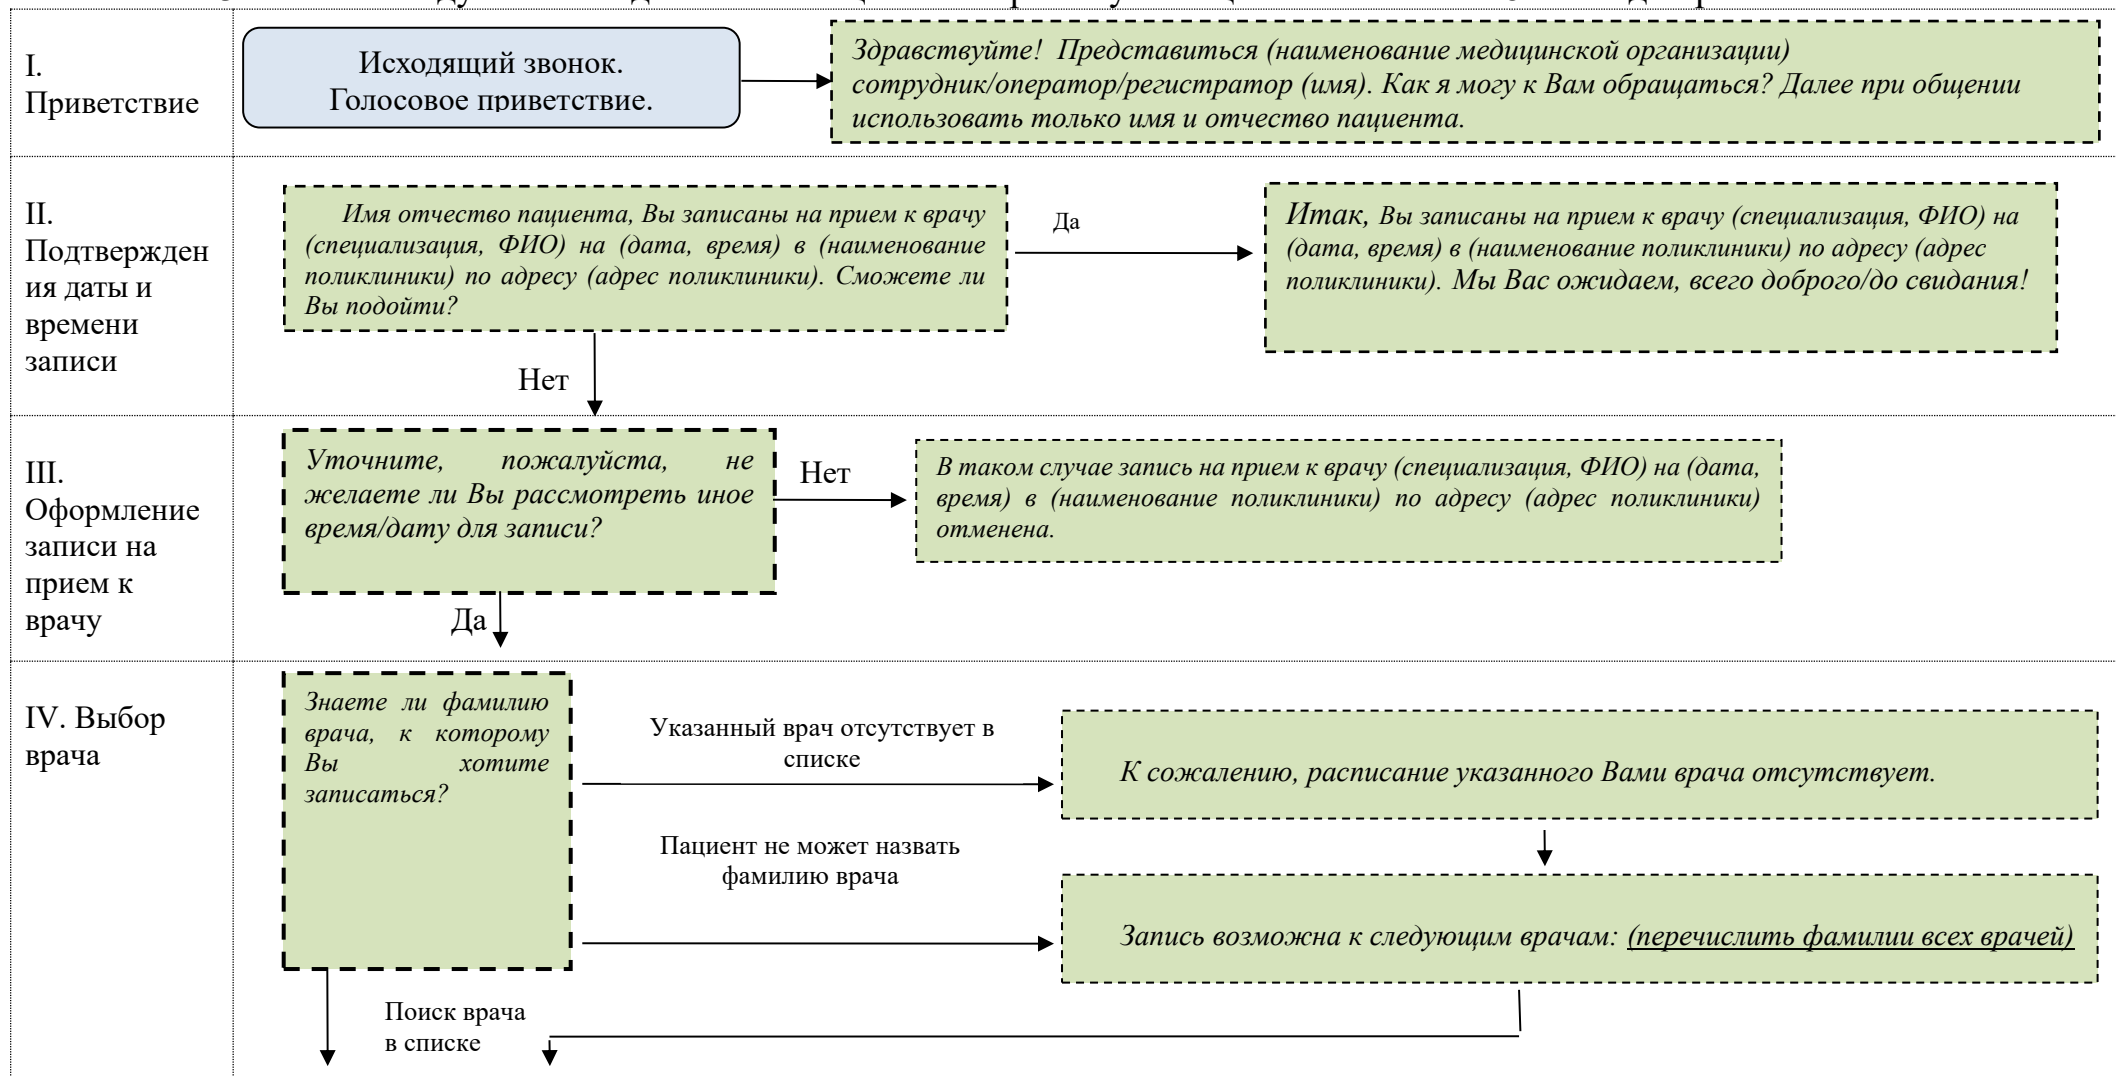 I.
Приветствие
Исходящий звонок.
Голосовое приветствие.
Здравствуйте! Представиться (наименование медицинской организации)
сотрудник/оператор/регистратор (имя). Как я могу к Вам обращаться? Далее при общении
использовать только имя и отчество пациента.
II.
Подтвержден
ия даты и
времени
записи
Имя отчество пациента, Вы записаны на прием к врачу
(специализация, ФИО) на (дата, время) в (наименование
поликлиники) по адресу (адрес поликлиники). Сможете ли
Вы подойти?
Да
Итак, Вы записаны на прием к врачу (специализация, ФИО) на
(дата, время) в (наименование поликлиники) по адресу (адрес
поликлиники). Мы Вас ожидаем, всего доброго/до свидания!
Нет
III.
Оформление
записи на
прием к
врачу
Уточните, пожалуйста, не
желаете ли Вы рассмотреть иное
время/дату для записи?
Нет
В таком случае запись на прием к врачу (специализация, ФИО) на (дата,
время) в (наименование поликлиники) по адресу (адрес поликлиники)
отменена.
Да
IV. Выбор
врача
Знаете ли фамилию
врача, к которому
Вы хотите
записаться?
Указанный врач отсутствует в
списке
К сожалению, расписание указанного Вами врача отсутствует.
Пациент не может назвать
фамилию врача
Запись возможна к следующим врачам: (перечислить фамилии всех врачей)
Поиск врача
в списке